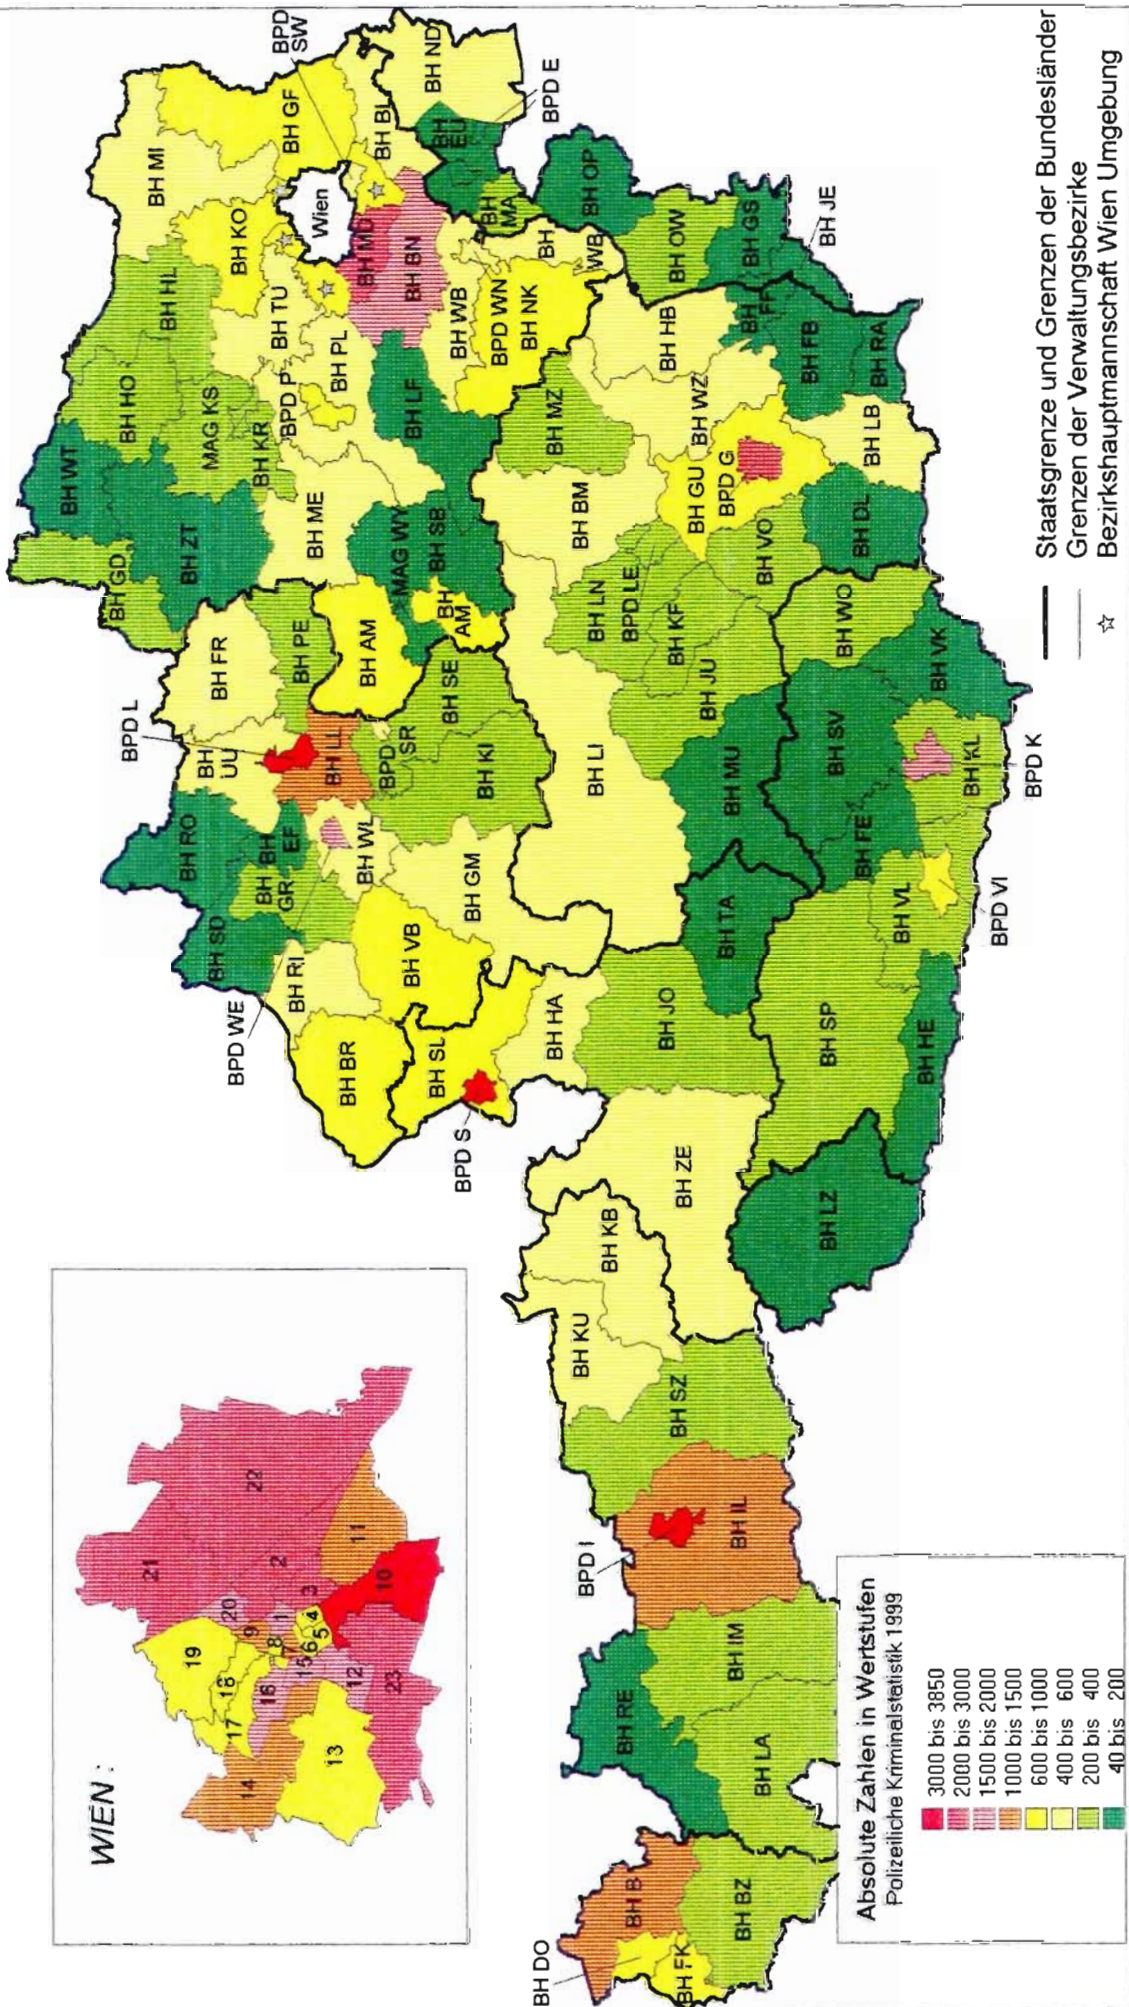 WIEN :
21
22
20
2
19
9
1
3
18
8
4
11
17
7
6
5
10
16
15
12
14
13
23
BH DO
BH B
BH FK
BH BZ
BH RE
BH LA
BH IM
BPD I
BH IL
BH SZ
BH KU
BH KB
BH ZE
BH LZ
BPD S
BH SL
BH HA
BH JO
BH TA
BH SP
BH HE
BH BR
BH RI
BPD WE
BH SD
BH RO
BH
GR
BH
EF
BH WL
BH VB
BH GM
BH
UU
BPD L
BH LL
BH FR
BH PE
BPD
SR
BH KI
BH SE
BH LI
BH MU
BH JU
BH KF
BPD LE
BH LN
BH BM
BH MZ
BH VO
BH GU
BPD G
BH WZ
BH HB
BH DL
BH LB
BH FB
BH
FF
BH RA
BH JE
BH GS
BH OW
BH OP
BH FE
BH SV
BH VL
BPD VI
BH KL
BPD K
BH WO
BH VK
BH GD
BH WT
BH ZT
BH HO
BH HL
MAG KS
BH KR
BH ME
BH AM
BH
AM
MAG WY
BH SB
BH LF
BPD P
BH PL
BH TU
BH KO
BH MI
BH GF
Wien
BH MD
BH BN
BH BL
BPD
SW
BH WB
BPD WN
BH NK
BH
WB
BH
MA
BH
EU
BPD E
BH ND
Absolute Zahlen in Wertstufen
Polizeiliche Kriminalstatistik 1999
3000 bis 3850
2000 bis 3000
1500 bis 2000
1000 bis 1500
600 bis 1000
400 bis 600
200 bis 400
40 bis 200
Staatsgrenze und Grenzen der Bundesländer
Grenzen der Verwaltungsbezirke
Bezirkshauptmannschaft Wien Umgebung